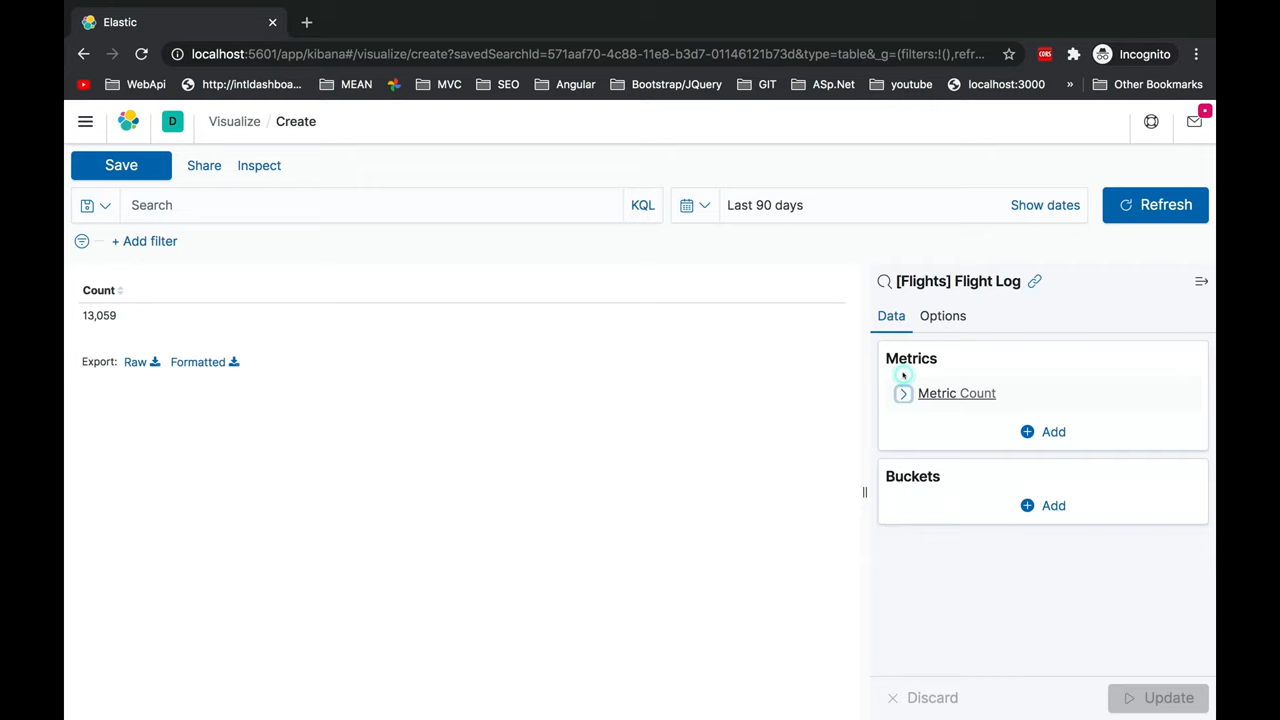 Elastic
localhost:5601/app/kibana#/visualize/create?savedSearchId=571aaf70-4c88-11e8-b3d7-01146121b73d&type=table&_g=(filters:!(),refr...
CORS
Incognito
WebApi
http://intldashboa...
MEAN
MVC
SEO
Angular
Bootstrap/JQuery
GIT
ASp.Net
youtube
localhost:3000
»
Other Bookmarks
D
Visualize / Create
Save
Share
Inspect
Search
KQL
Last 90 days
Show dates
Refresh
+ Add filter
Count
13,059
Export: Raw Formatted
[Flights] Flight Log
Data
Options
Metrics
Metric Count
Add
Buckets
Add
Discard
Update